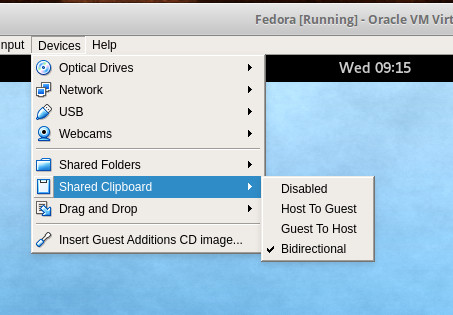 Fedora [Running] - Oracle VM Virt
Input Devices Help
Wed 09:15
Optical Drives
Network
USB
Webcams
Shared Folders
Shared Clipboard
Drag and Drop
Insert Guest Additions CD image...
Disabled
Host To Guest
Guest To Host
Bidirectional